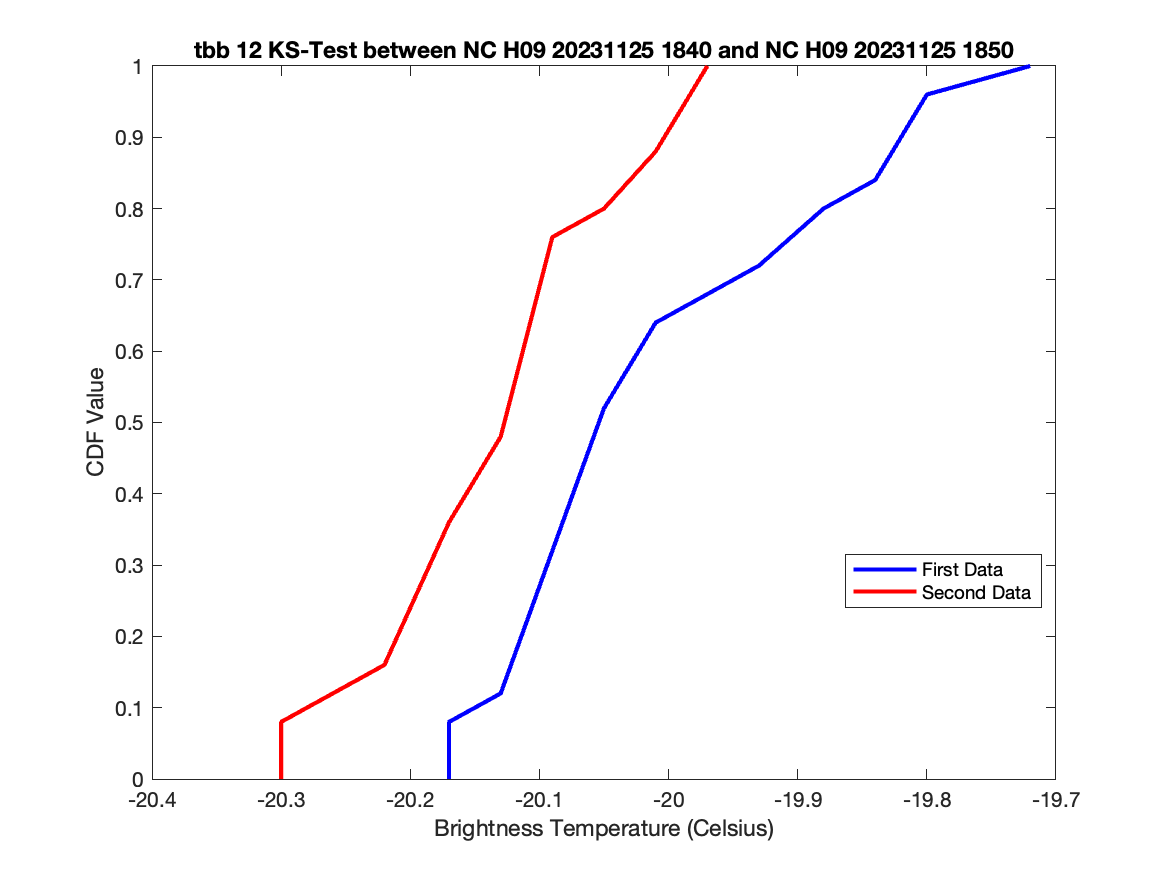 tbb 12 KS-Test between NC H09 20231125 1840 and NC H09 20231125 1850
1
0.9
0.8
0.7
0.6
0.5
0.4
0.3
0.2
0.1
0
CDF Value
First Data
Second Data
-20.4 -20.3 -20.2 -20.1 -20 -19.9 -19.8 -19.7
Brightness Temperature (Celsius)